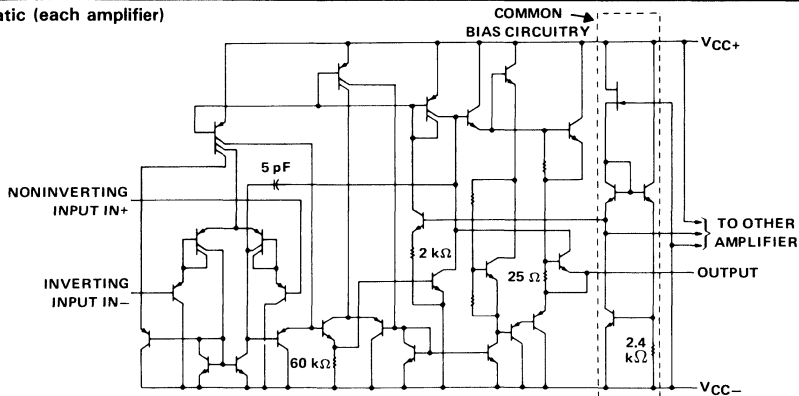 atic (each amplifier)
COMMON
BIAS CIRCUITRY
VCC+
5 pF
NONINVERTING
INPUT IN+
2 kΩ
TO OTHER
AMPLIFIER
INVERTING
INPUT IN−
25 Ω
OUTPUT
60 kΩ
2.4
kΩ
VCC−